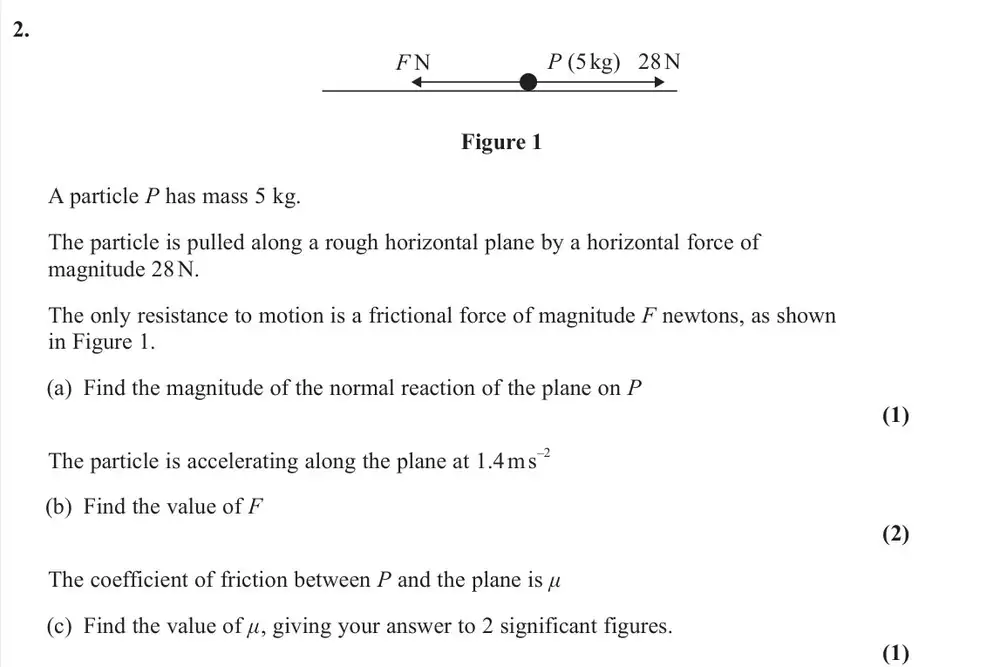 2.
F N P (5 kg) 28 N
Figure 1
A particle P has mass 5 kg.
The particle is pulled along a rough horizontal plane by a horizontal force of
magnitude 28 N.
The only resistance to motion is a frictional force of magnitude F newtons, as shown
in Figure 1.
(a) Find the magnitude of the normal reaction of the plane on P
(1)
The particle is accelerating along the plane at 1.4 m s⁻²
(b) Find the value of F
(2)
The coefficient of friction between P and the plane is μ
(c) Find the value of μ, giving your answer to 2 significant figures.
(1)